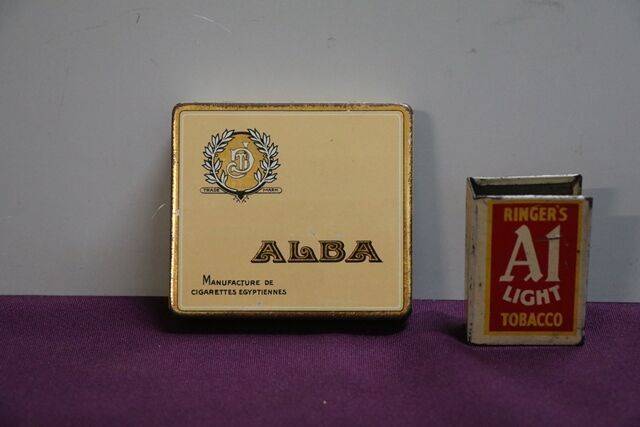 TRADE MARK
ALBA
MANUFACTURE DE
CIGARETTES EGYPTIENNES
RINGER'S
A1
LIGHT
TOBACCO